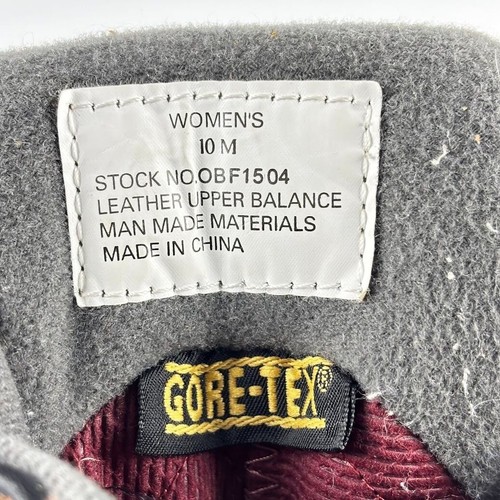 WOMEN'S
10 M
STOCK NO.OBF1504
LEATHER UPPER BALANCE
MAN MADE MATERIALS
MADE IN CHINA
GORE-TEX®